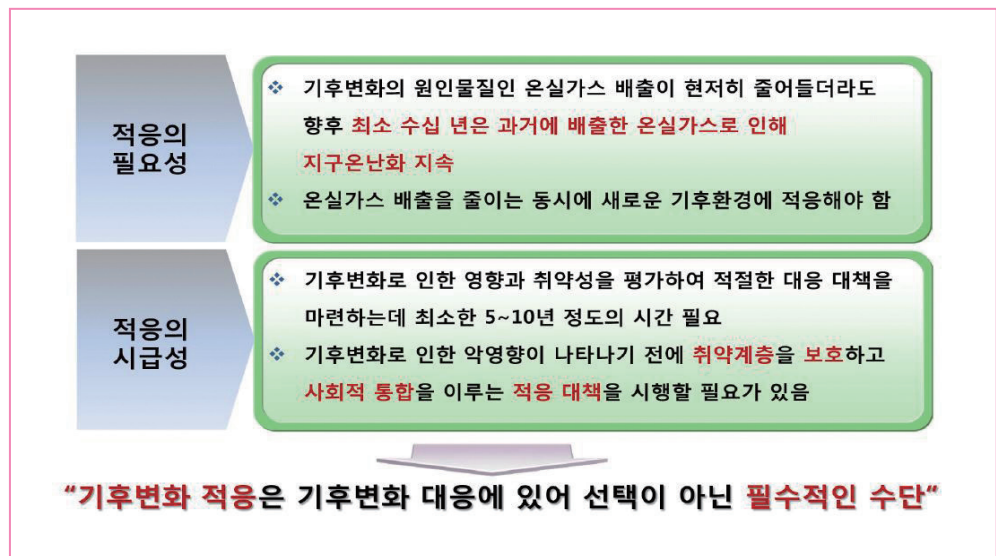 적응의
필요성
❖ 기후변화의 원인물질인 온실가스 배출이 현저히 줄어들더라도
향후 최소 수십 년은 과거에 배출한 온실가스로 인해
지구온난화 지속
❖ 온실가스 배출을 줄이는 동시에 새로운 기후환경에 적응해야 함
적응의
시급성
❖ 기후변화로 인한 영향과 취약성을 평가하여 적절한 대응 대책을
마련하는데 최소한 5~10년 정도의 시간 필요
❖ 기후변화로 인한 악영향이 나타나기 전에 취약계층을 보호하고
사회적 통합을 이루는 적응 대책을 시행할 필요가 있음
“기후변화 적응은 기후변화 대응에 있어 선택이 아닌 필수적인 수단“